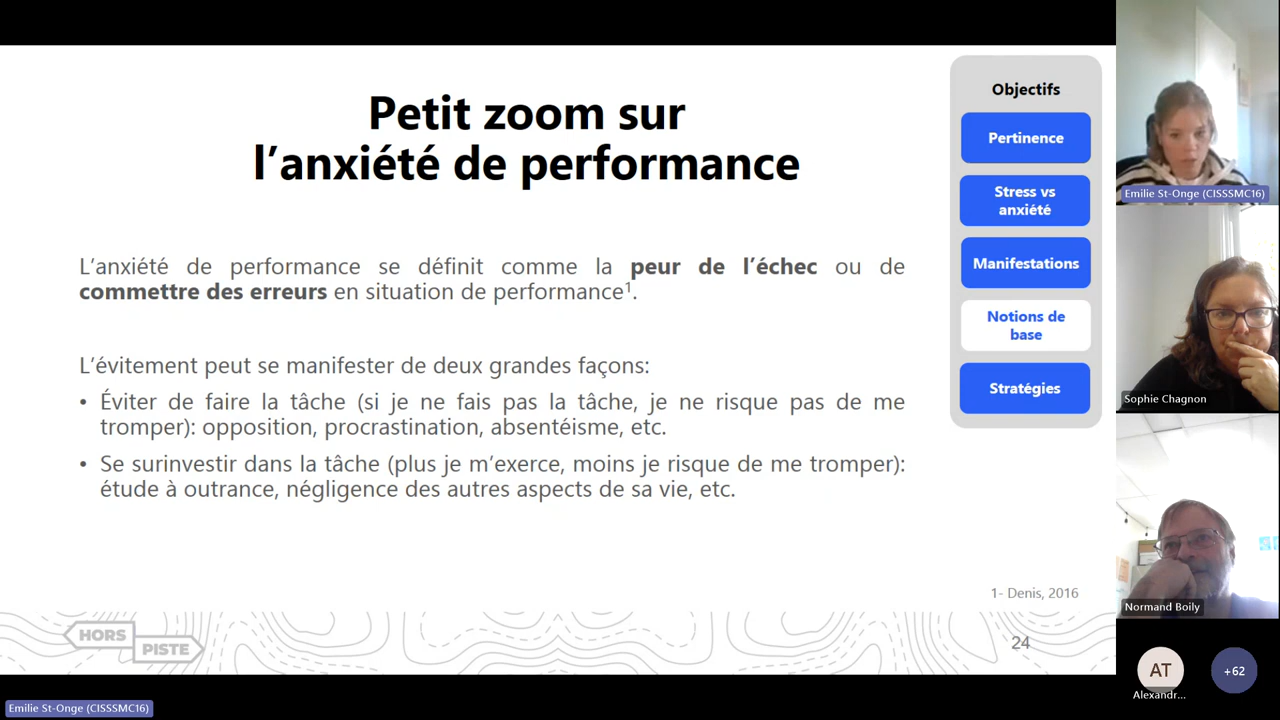 Petit zoom sur
l’anxiété de performance
L’anxiété de performance se définit comme la peur de l’échec ou de
commettre des erreurs en situation de performance¹.
L’évitement peut se manifester de deux grandes façons:
• Éviter de faire la tâche (si je ne fais pas la tâche, je ne risque pas de me
tromper): opposition, procrastination, absentéisme, etc.
• Se surinvestir dans la tâche (plus je m’exerce, moins je risque de me tromper):
étude à outrance, négligence des autres aspects de sa vie, etc.
1- Denis, 2016
HORS
PISTE
24
Objectifs
Pertinence
Stress vs
anxiété
Manifestations
Notions de
base
Stratégies
Emilie St-Onge (CISSSMC16)
Sophie Chagnon
Normand Boily
AT
Alexandr...
+62
Emilie St-Onge (CISSSMC16)